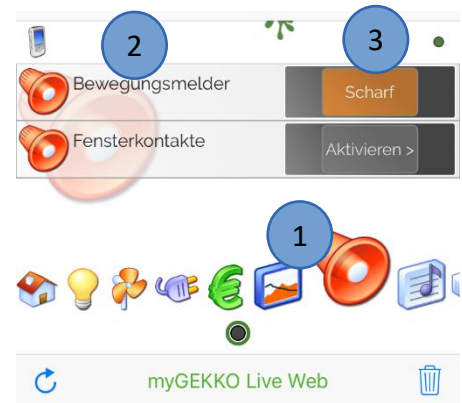 2
3
Bewegungsmelder
Scharf
Fensterkontakte
Aktivieren >
1
myGEKKO Live Web